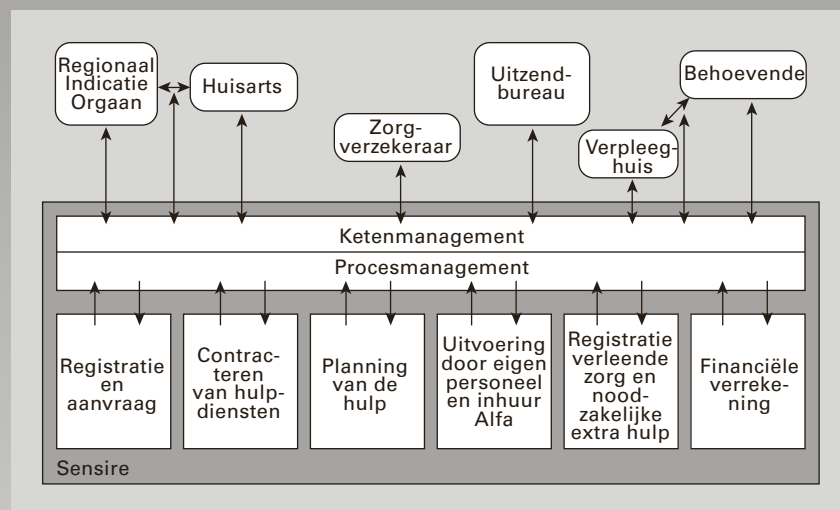 Regionaal
Indicatie
Orgaan
Huisarts
Zorg-
verzekeraar
Uitzend-
bureau
Verpleeg-
huis
Behoevende
Ketenmanagement
Procesmanagement
Registratie
en
aanvraag
Contrac-
teren
van hulp-
diensten
Planning
van de
hulp
Uitvoering
door eigen
personeel
en inhuur
Alfa
Registratie
verleende
zorg en
nood-
zakelijke
extra hulp
Financiële
verreke-
ning
Sensire